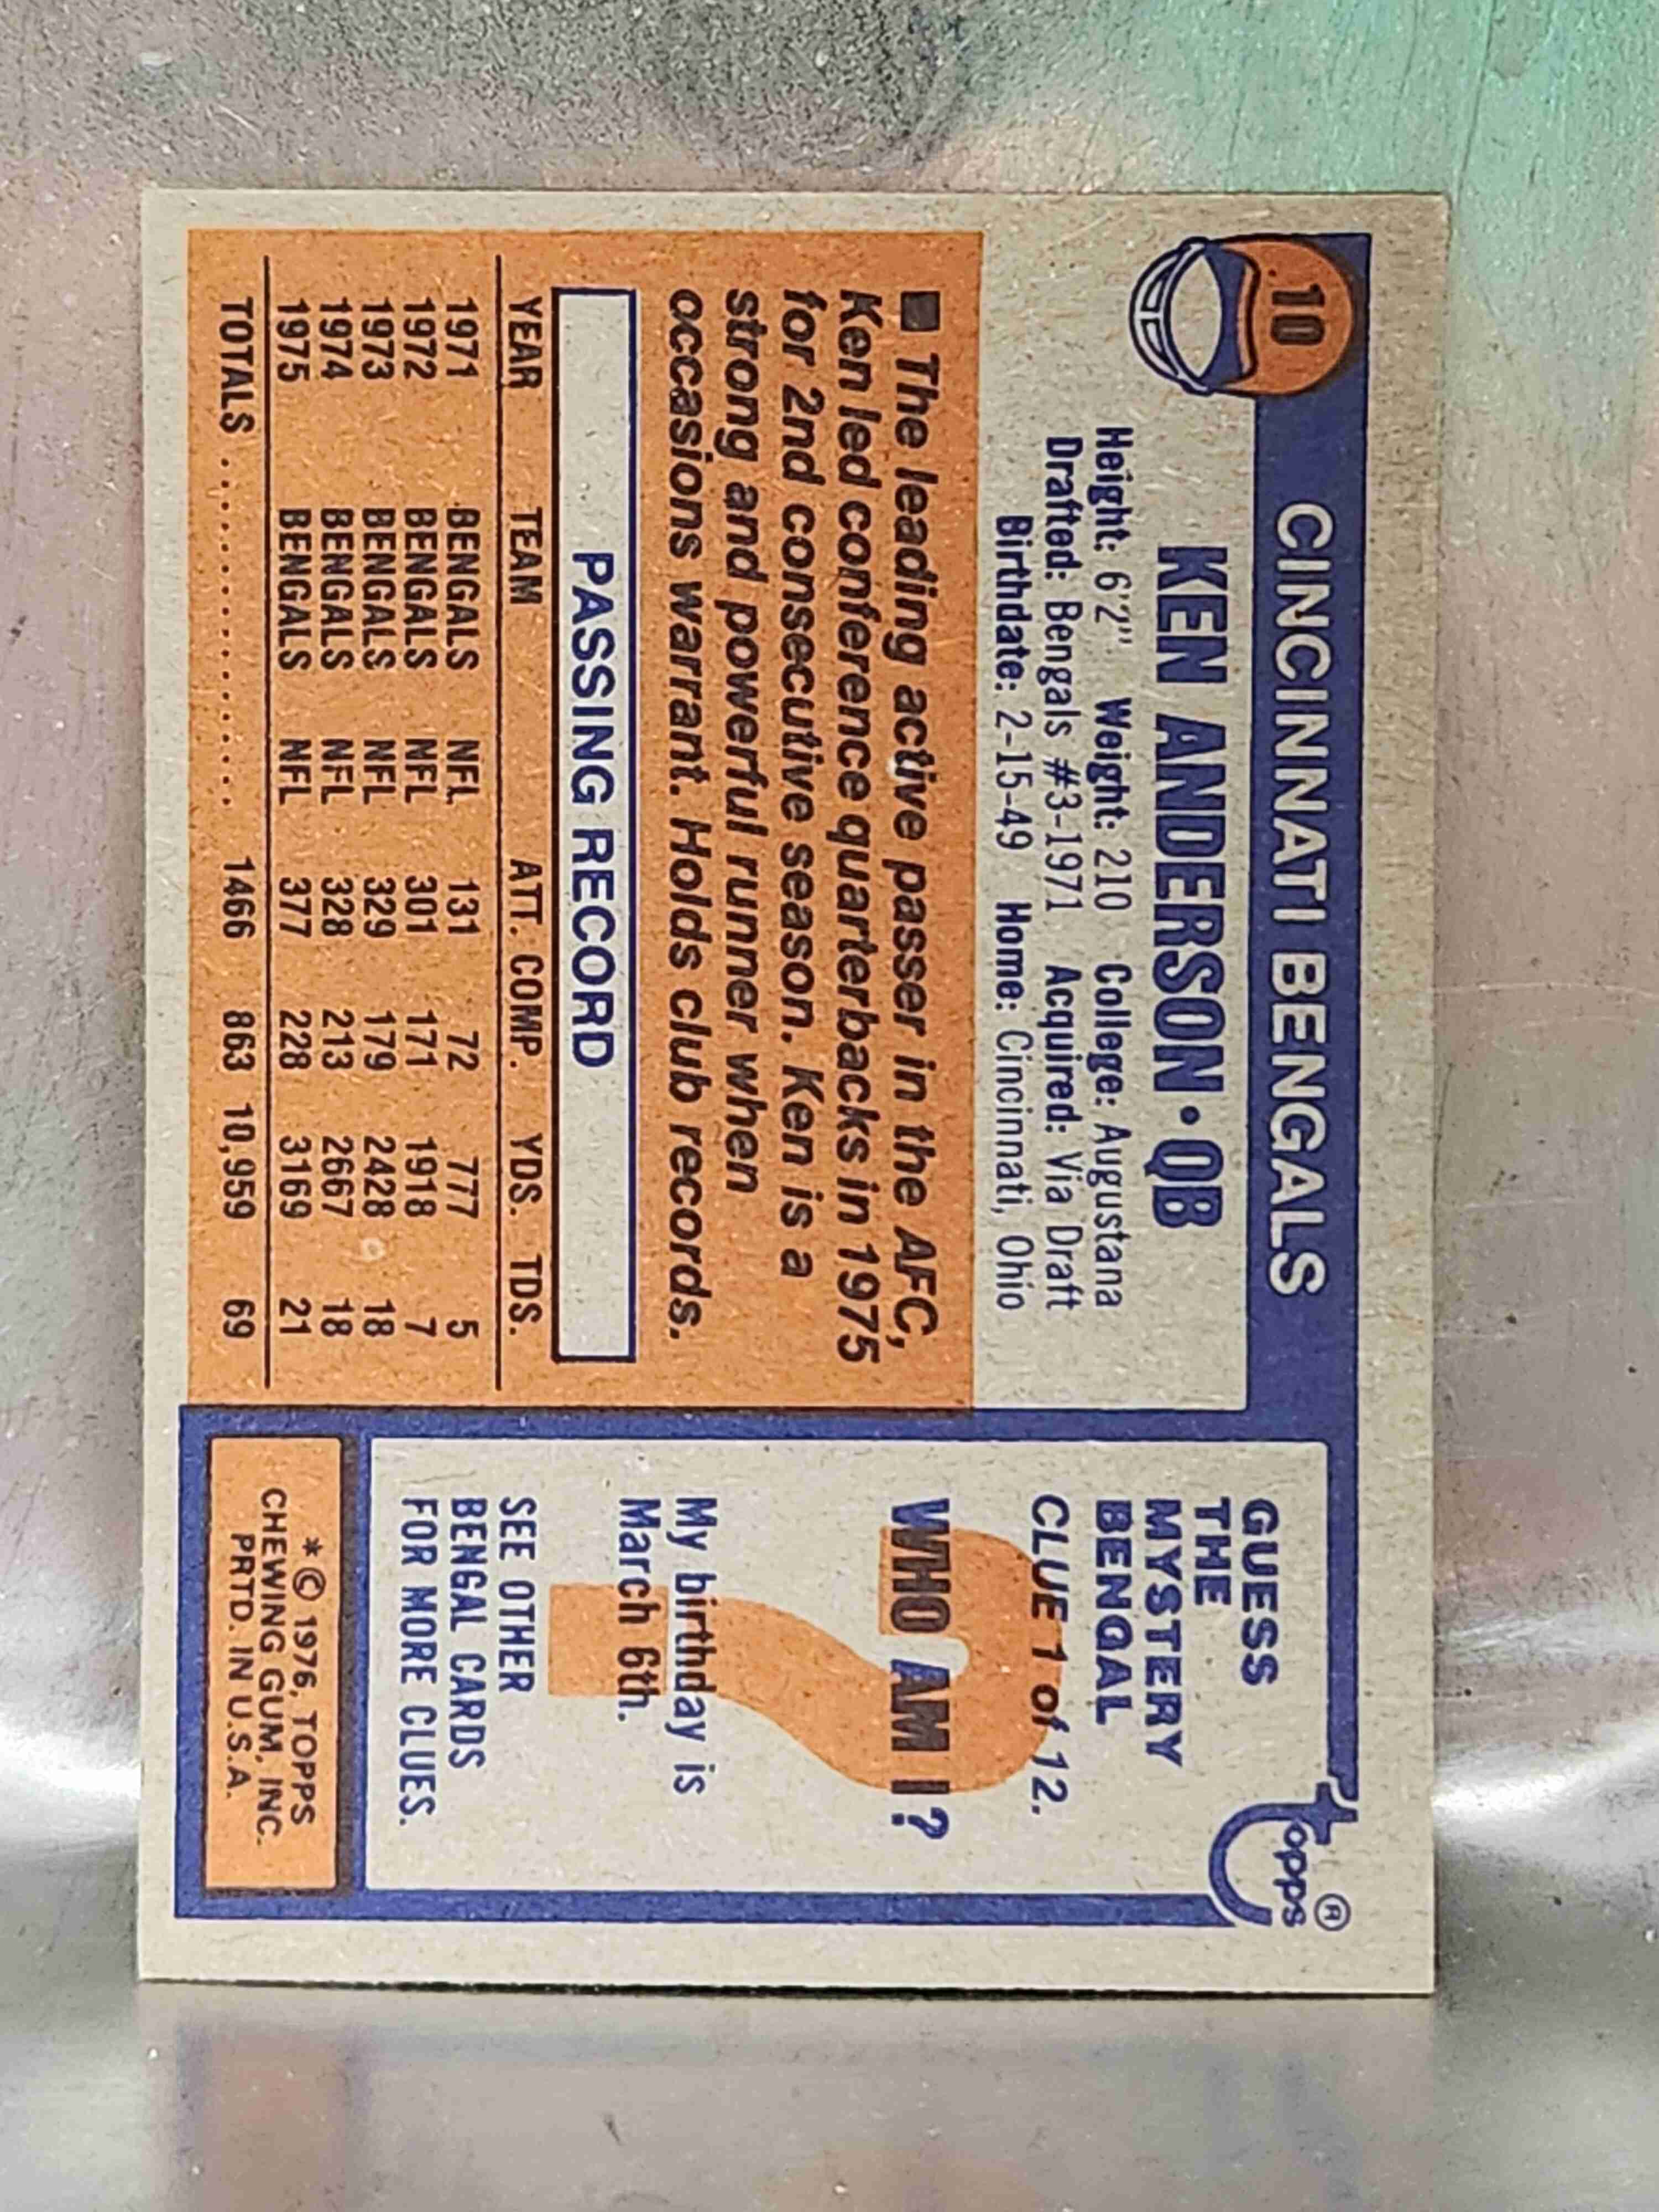 10
CINCINNATI BENGALS
Topps®
KEN ANDERSON • QB
Height: 6'2" Weight: 210 College: Augustana
Drafted: Bengals #3-1971 Acquired: Via Draft
Birthdate: 2-15-49 Home: Cincinnati, Ohio
■ The leading active passer in the AFC,
Ken led conference quarterbacks in 1975
for 2nd consecutive season. Ken is a
strong and powerful runner when
occasions warrant. Holds club records.
PASSING RECORD
YEAR TEAM ATT. COMP. YDS. TDS.
1971 BENGALS NFL 131 72 777 5
1972 BENGALS NFL 301 171 1918 7
1973 BENGALS NFL 329 179 2428 18
1974 BENGALS NFL 328 213 2667 18
1975 BENGALS NFL 377 228 3169 21
TOTALS . . . . . . . . . . . . . . . . 1466 863 10,959 69
GUESS
THE
MYSTERY
BENGAL
CLUE 1 of 12.
WHO AM I?
My birthday is
March 6th.
SEE OTHER
BENGAL CARDS
FOR MORE CLUES.
* © 1976, TOPPS
CHEWING GUM, INC.
PRTD. IN U.S.A.